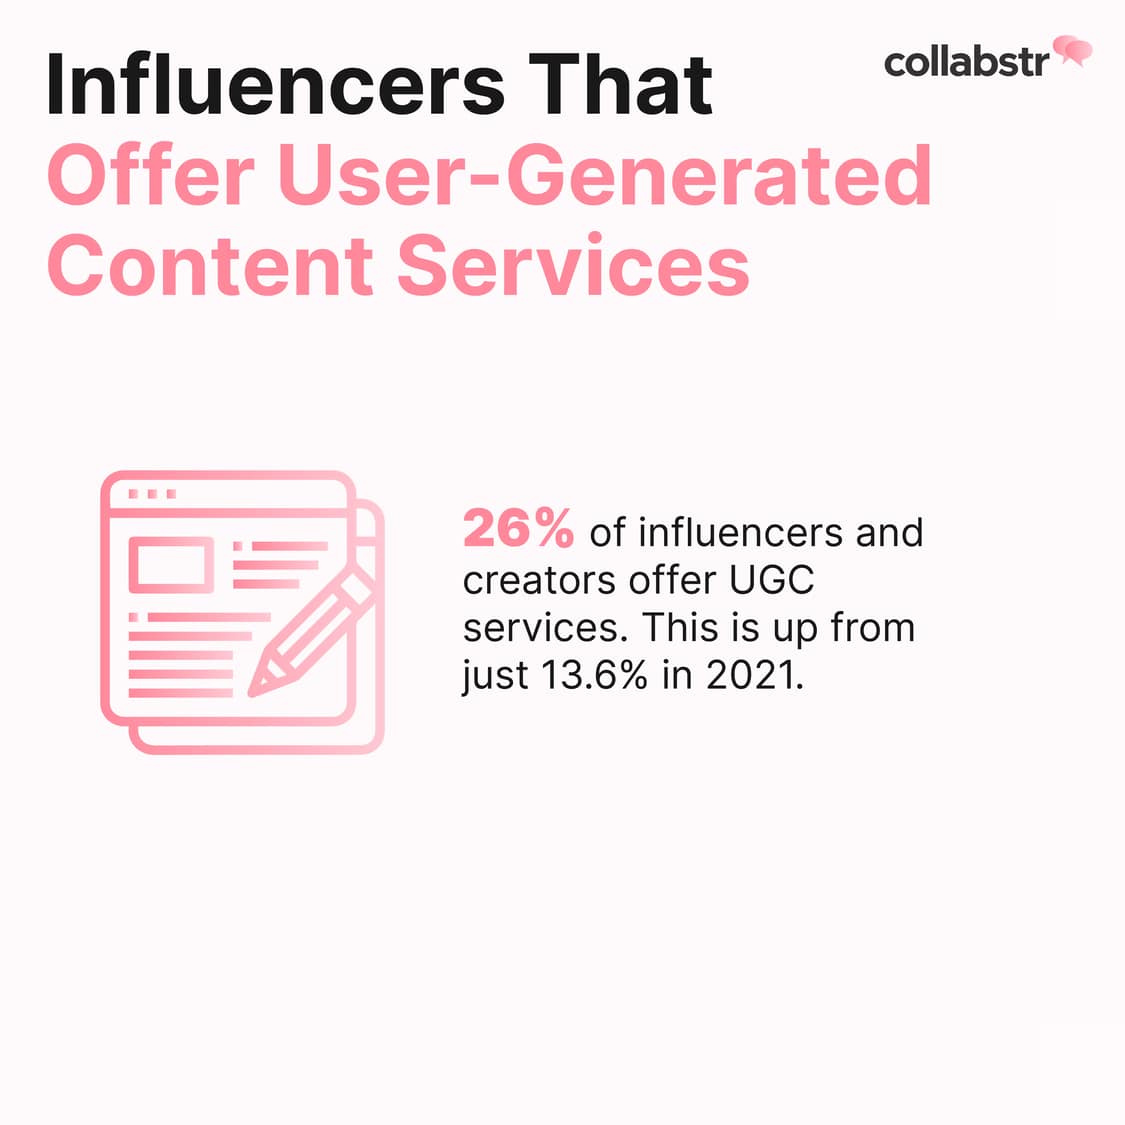 Influencers That
collabstr
Offer User-Generated
Content Services
26% of influencers and
creators offer UGC
services. This is up from
just 13.6% in 2021.